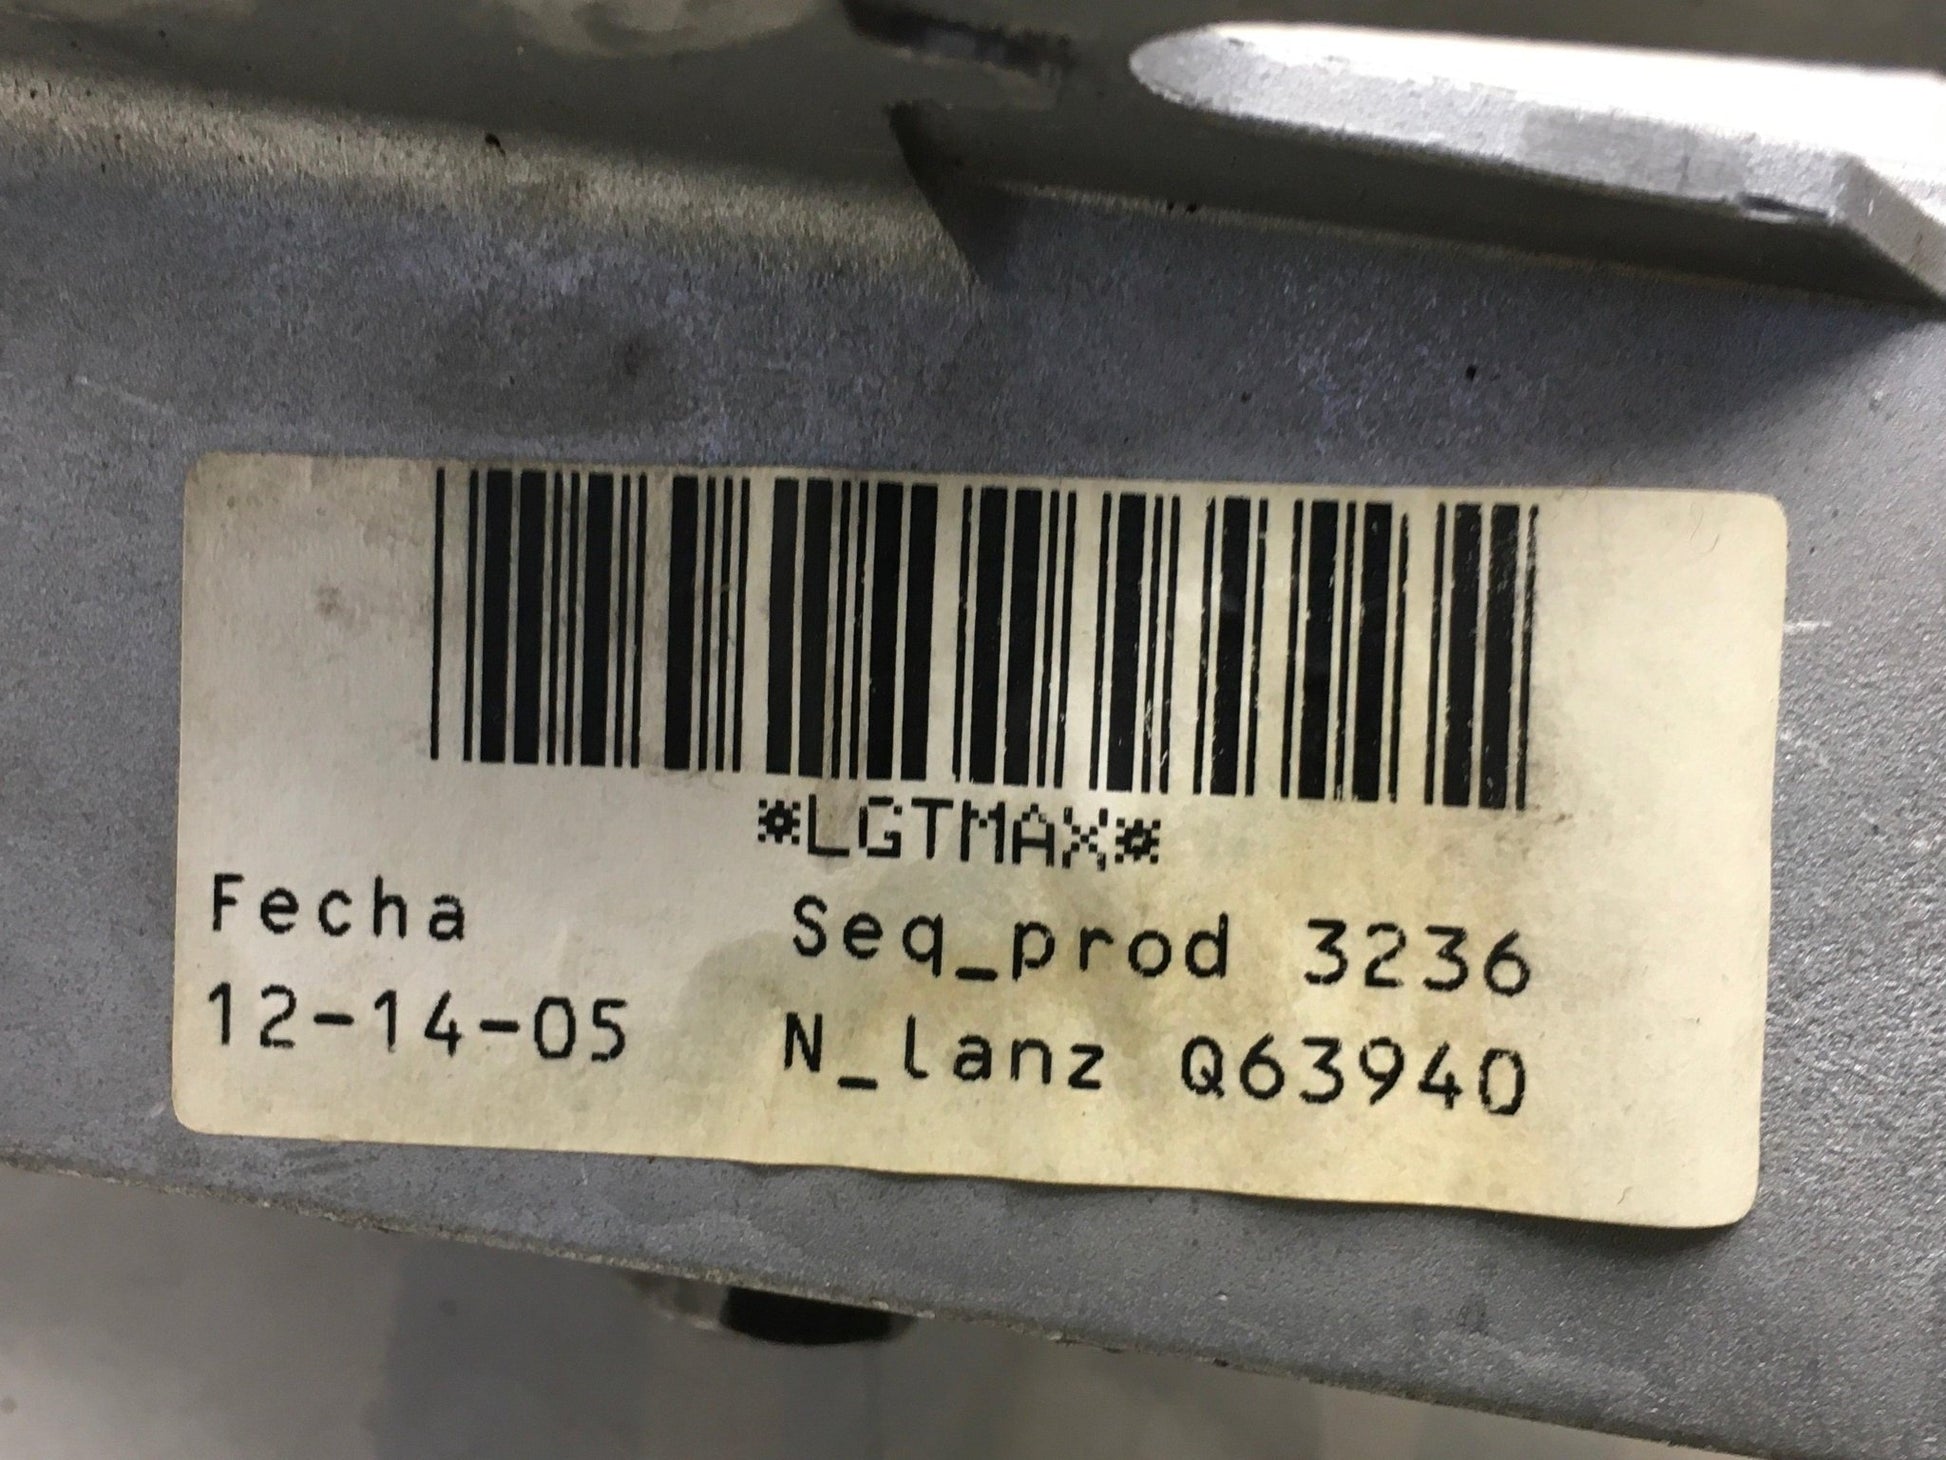 *LGTMAX*
Fecha Seq_prod 3236
12-14-05 N_lanz Q63940